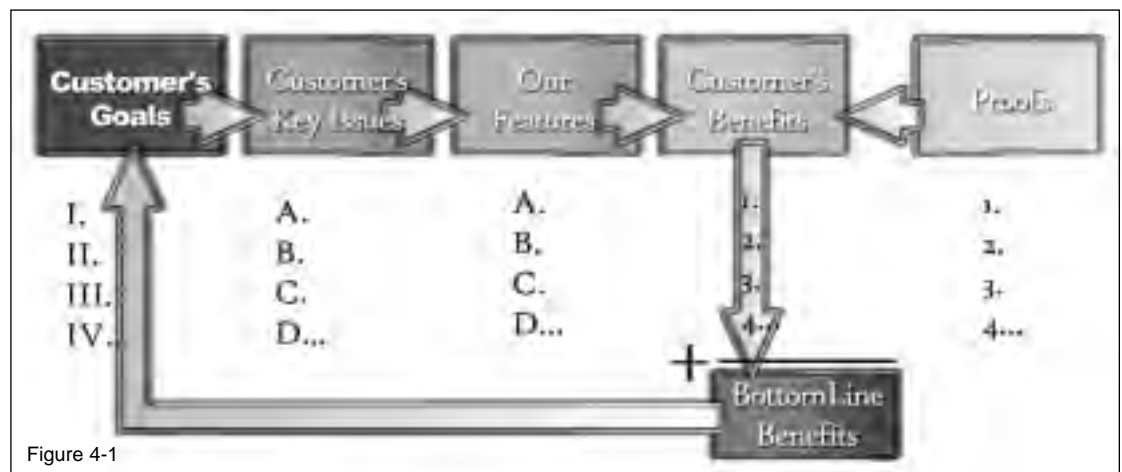 Customer's
Goals
Customer's
Key Issues
Our
Features
Customer's
Benefits
Proofs
I.
II.
III.
IV.
A.
B.
C.
D...
A.
B.
C.
D...
1.
2.
3.
4...
1.
2.
3.
4...
+
Bottom Line
Benefits
Figure 4-1